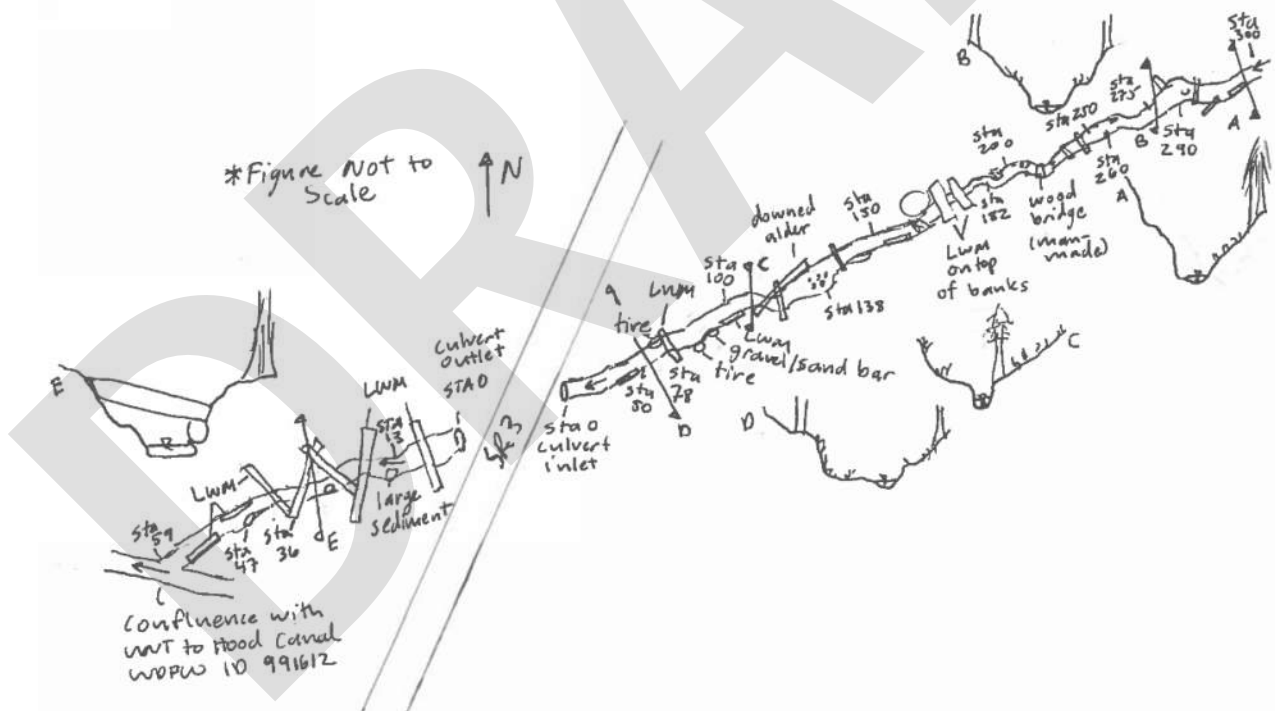 DRAFT
*Figure Not to
Scale
N
B
Sta
300
Sta
275
B
Sta
290
A
A
Sta 250
Sta
260
A
Sta
200
Sta
182
wood
bridge
(man-
made)
LWM
on top
of banks
Sta
150
downed
alder
Sta 138
Sta
100
C
LWM
gravel/sand bar
C
LWM
tire
tire
Sta
78
Sta
50
D
D
Sta 0
culvert
inlet
culvert
outlet
STA 0
LWM
STA
13
large
sediment
E
E
E
LWM
Sta
36
Sta
47
Sta
59
Confluence with
UNT to Hood Canal
WDFW ID 991612